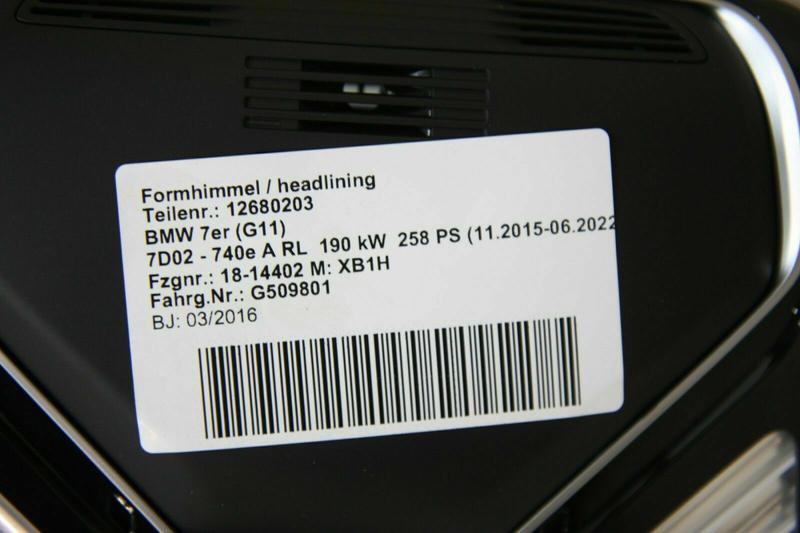 Formhimmel / headlining
Teilenr.: 12680203
BMW 7er (G11)
7D02 - 740e A RL  190 kW  258 PS (11.2015-06.2022
Fzgnr.: 18-14402 M: XB1H
Fahrg.Nr.: G509801
BJ: 03/2016